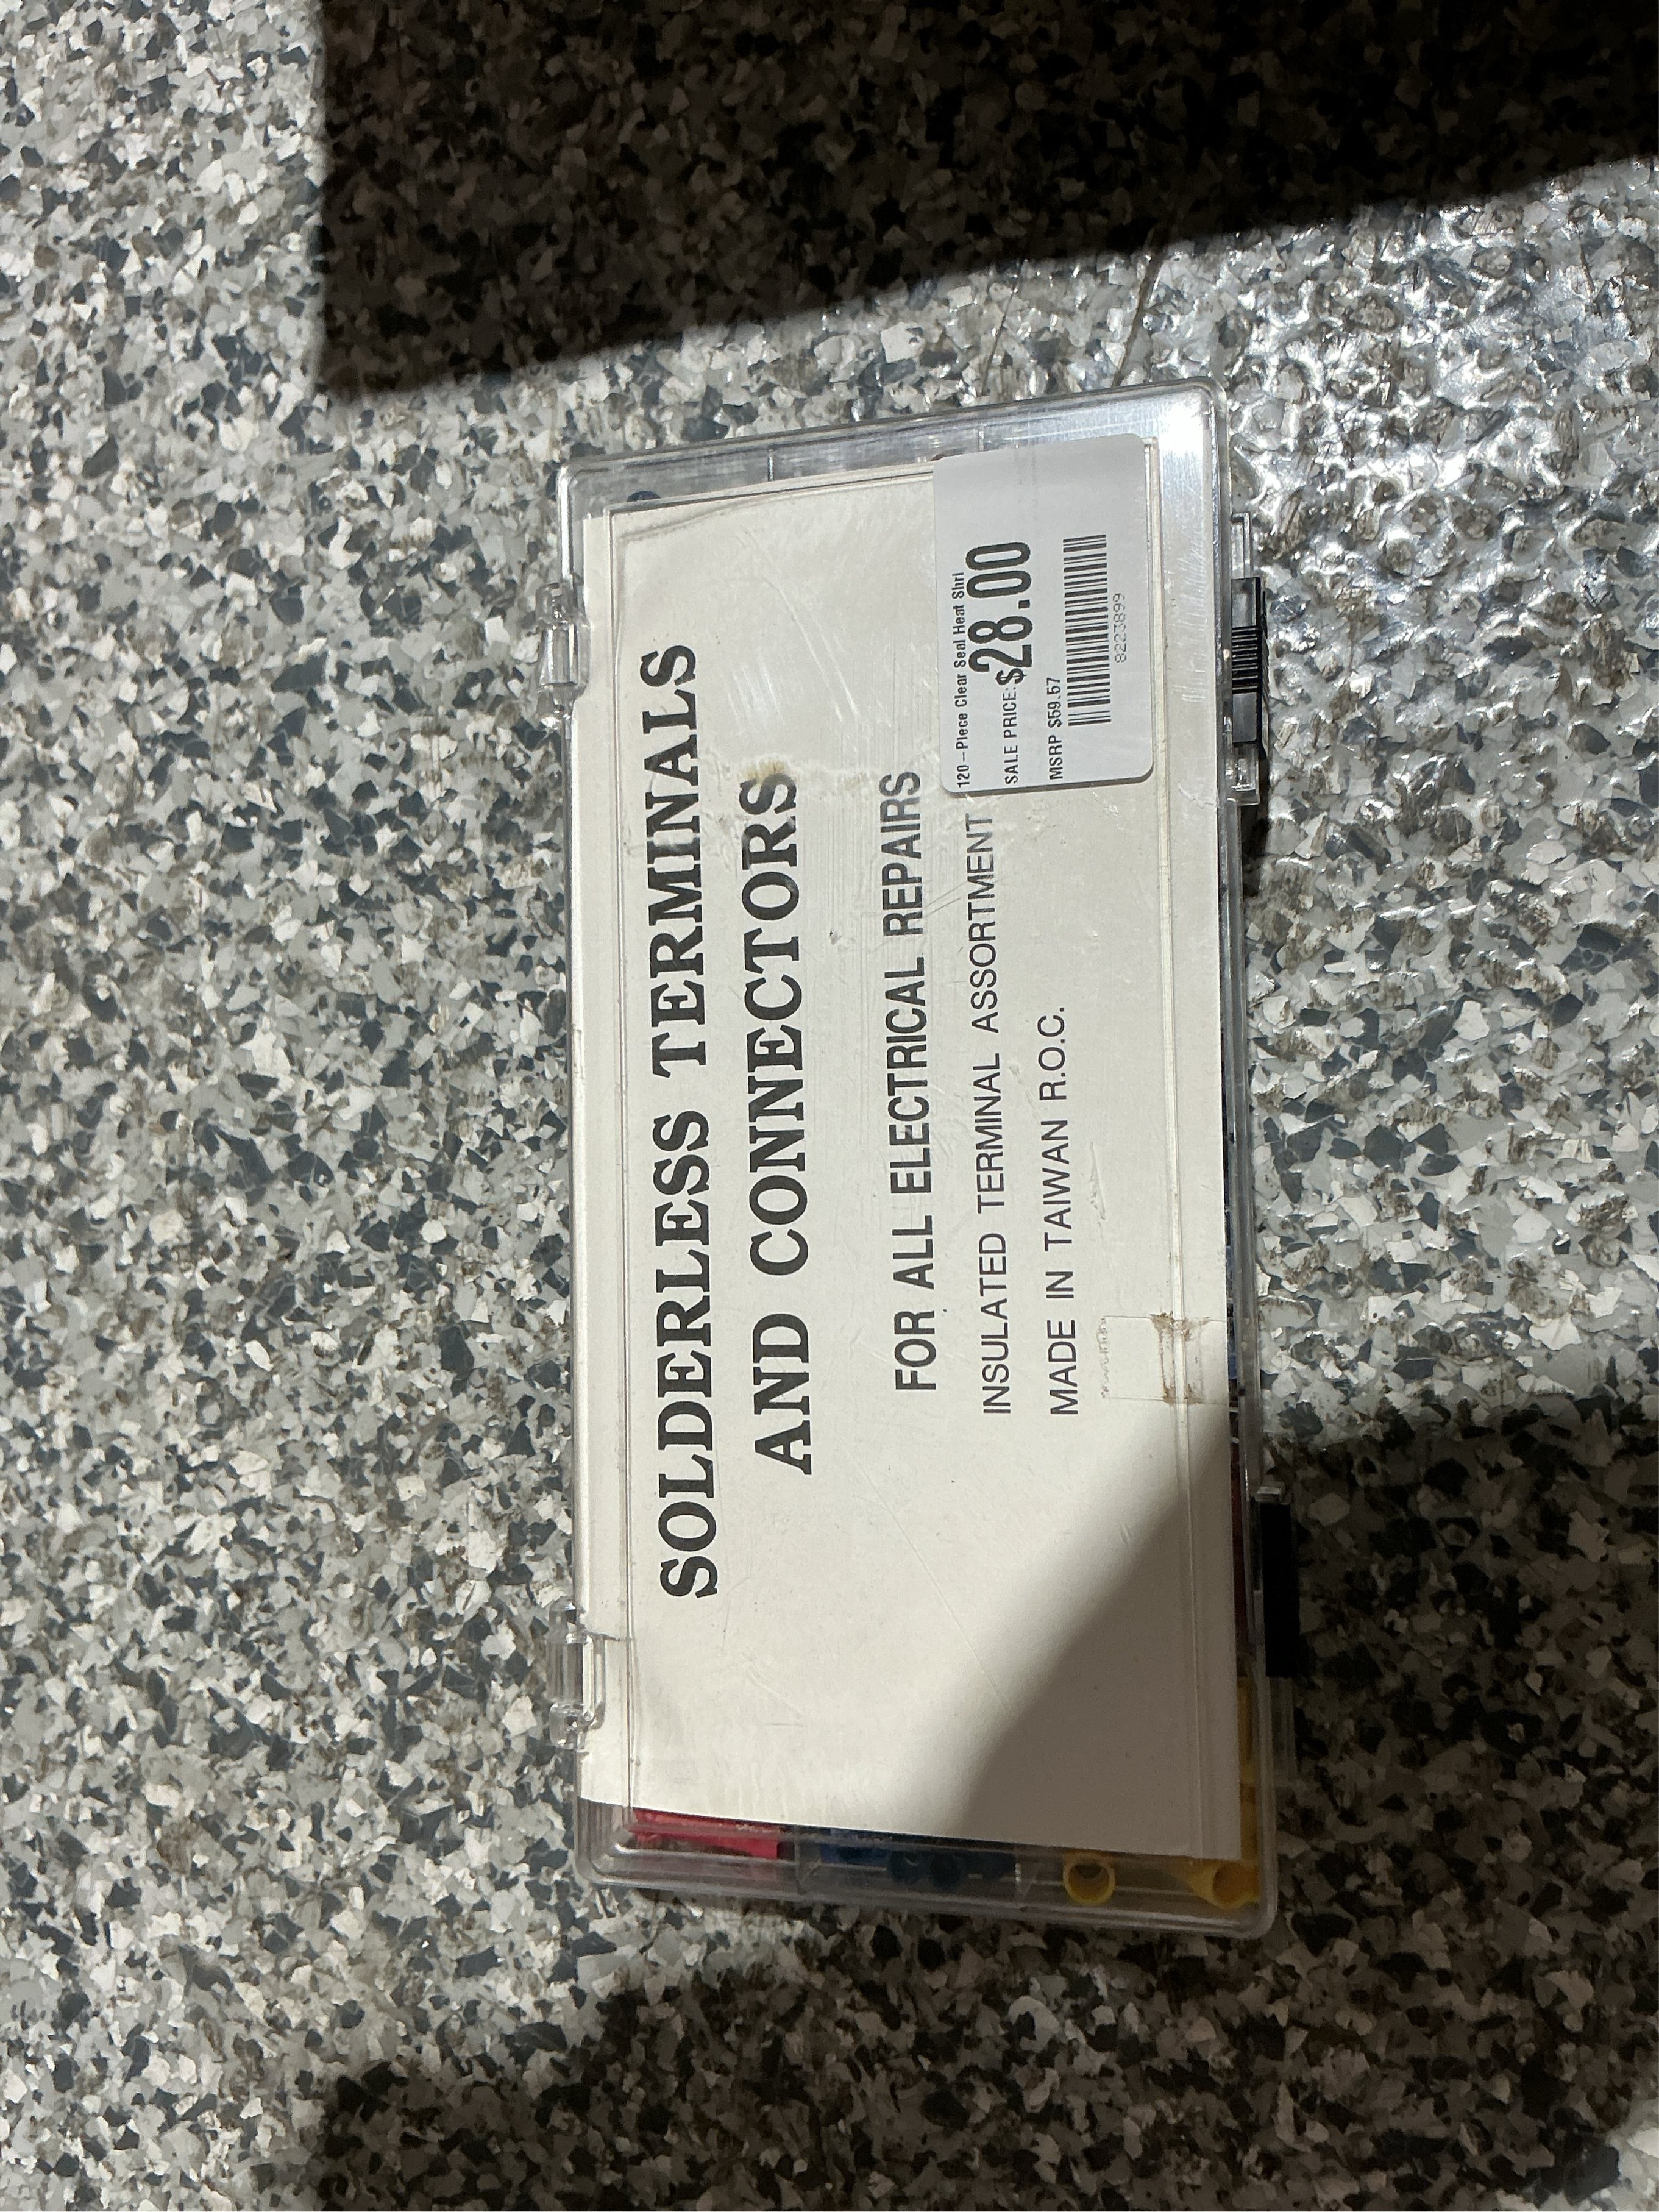 SOLDERLESS TERMINALS
AND CONNECTORS
FOR ALL ELECTRICAL REPAIRS
INSULATED TERMINAL ASSORTMENT
MADE IN TAIWAN R.O.C.
120-Piece Clear Seal Heat Shri
SALE PRICE: $28.00
MSRP $59.57
8223899